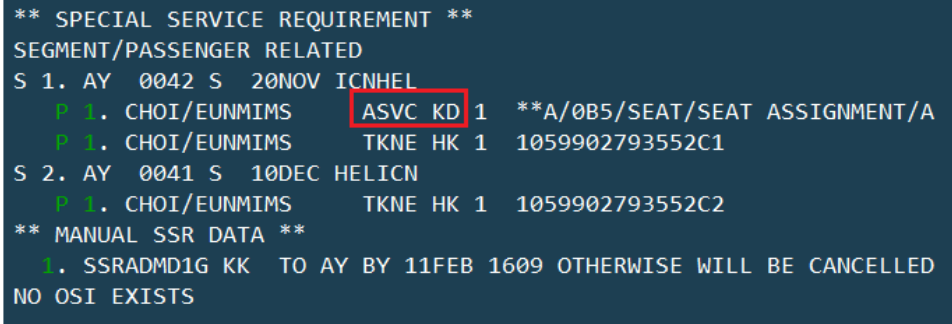 ** SPECIAL SERVICE REQUIREMENT **
SEGMENT/PASSENGER RELATED
S 1. AY  0042 S  20NOV ICNHEL
P 1. CHOI/EUNMIMS     ASVC KD 1  **A/0B5/SEAT/SEAT ASSIGNMENT/A
P 1. CHOI/EUNMIMS     TKNE HK 1  1059902793552C1
S 2. AY  0041 S  10DEC HELICN
P 1. CHOI/EUNMIMS     TKNE HK 1  1059902793552C2
** MANUAL SSR DATA **
1. SSRADMD1G KK  TO AY BY 11FEB 1609 OTHERWISE WILL BE CANCELLED
NO OSI EXISTS